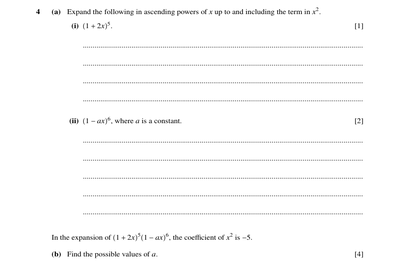 4 (a) Expand the following in ascending powers of x up to and including the term in x².
(i) (1 + 2x)⁵. [1]
(ii) (1 − ax)⁶, where a is a constant. [2]
In the expansion of (1 + 2x)⁵(1 − ax)⁶, the coefficient of x² is −5.
(b) Find the possible values of a. [4]